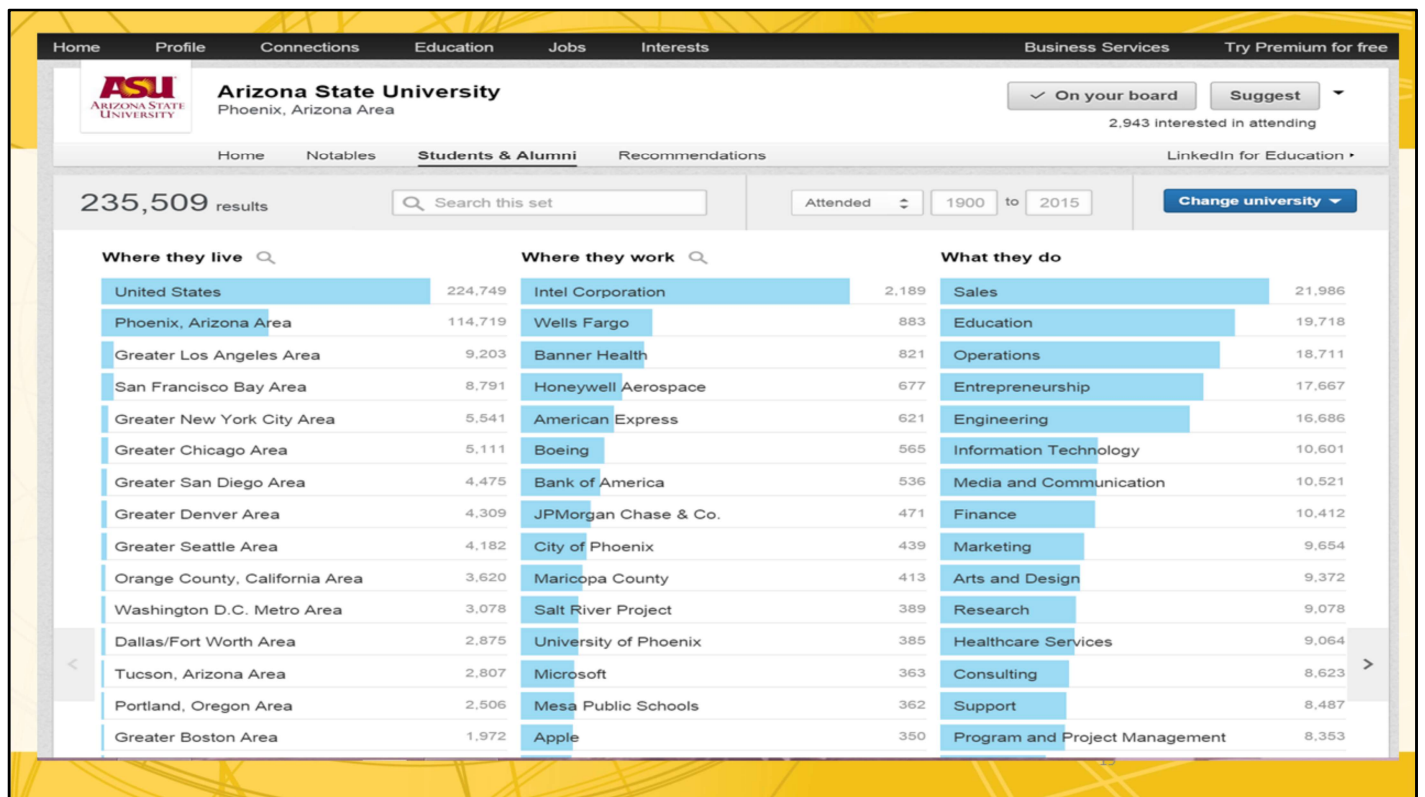 Home Profile Connections Education Jobs Interests Business Services Try Premium for free
ASU
ARIZONA STATE
UNIVERSITY
Arizona State University
Phoenix, Arizona Area
On your board Suggest
2,943 interested in attending
Home Notables Students & Alumni Recommendations LinkedIn for Education
235,509 results Search this set Attended 1900 to 2015 Change university
Where they live Where they work What they do
United States 224,749 Intel Corporation 2,189 Sales 21,986
Phoenix, Arizona Area 114,719 Wells Fargo 883 Education 19,718
Greater Los Angeles Area 9,203 Banner Health 821 Operations 18,711
San Francisco Bay Area 8,791 Honeywell Aerospace 677 Entrepreneurship 17,667
Greater New York City Area 5,541 American Express 621 Engineering 16,686
Greater Chicago Area 5,111 Boeing 565 Information Technology 10,601
Greater San Diego Area 4,475 Bank of America 536 Media and Communication 10,521
Greater Denver Area 4,309 JPMorgan Chase & Co. 471 Finance 10,412
Greater Seattle Area 4,182 City of Phoenix 439 Marketing 9,654
Orange County, California Area 3,620 Maricopa County 413 Arts and Design 9,372
Washington D.C. Metro Area 3,078 Salt River Project 389 Research 9,078
Dallas/Fort Worth Area 2,875 University of Phoenix 385 Healthcare Services 9,064
Tucson, Arizona Area 2,807 Microsoft 363 Consulting 8,623
Portland, Oregon Area 2,506 Mesa Public Schools 362 Support 8,487
Greater Boston Area 1,972 Apple 350 Program and Project Management 8,353